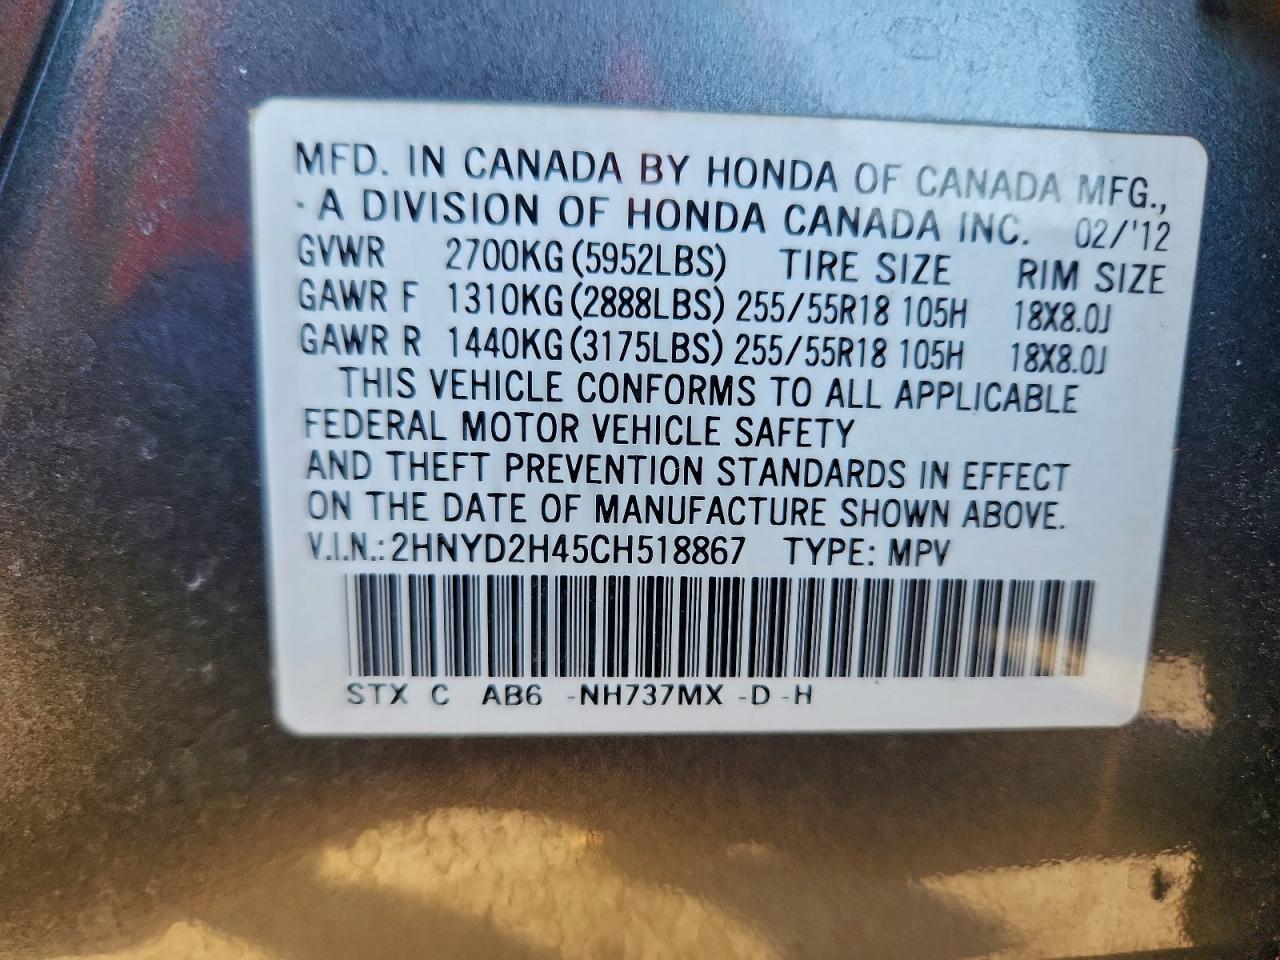 MFD. IN CANADA BY HONDA OF CANADA MFG.,
- A DIVISION OF HONDA CANADA INC. 02/'12
GVWR 2700KG (5952LBS) TIRE SIZE RIM SIZE
GAWR F 1310KG (2888LBS) 255/55R18 105H 18X8.0J
GAWR R 1440KG (3175LBS) 255/55R18 105H 18X8.0J
THIS VEHICLE CONFORMS TO ALL APPLICABLE
FEDERAL MOTOR VEHICLE SAFETY
AND THEFT PREVENTION STANDARDS IN EFFECT
ON THE DATE OF MANUFACTURE SHOWN ABOVE.
V.I.N.: 2HNYD2H45CH518867 TYPE: MPV
STX C AB6 -NH737MX -D -H